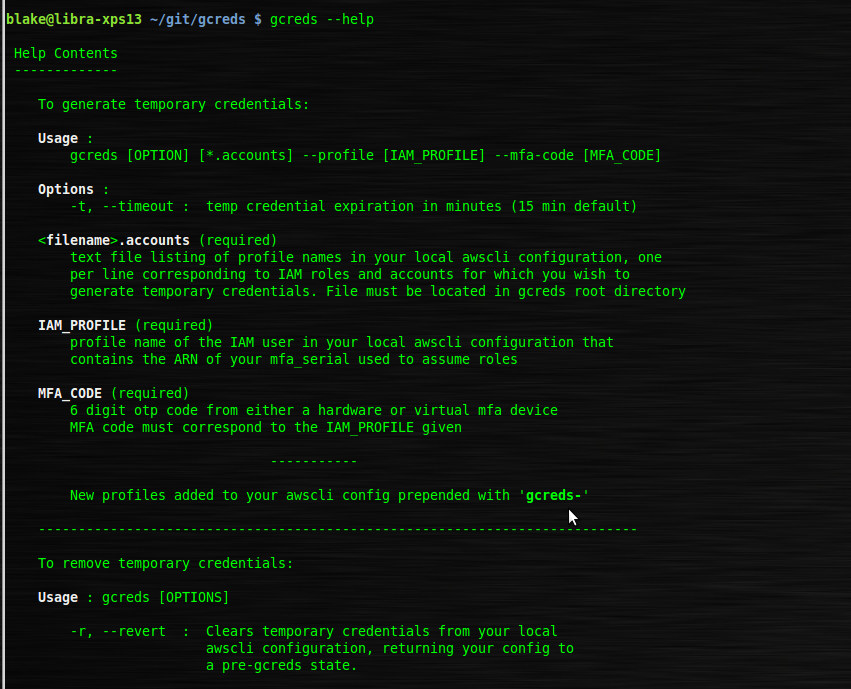 blake@libra-xps13 ~/git/gcreds $ gcreds --help
Help Contents
-------------
To generate temporary credentials:
Usage :
gcreds [OPTION] [*.accounts] --profile [IAM_PROFILE] --mfa-code [MFA_CODE]
Options :
-t, --timeout :  temp credential expiration in minutes (15 min default)
<filename>.accounts (required)
text file listing of profile names in your local awscli configuration, one
per line corresponding to IAM roles and accounts for which you wish to
generate temporary credentials. File must be located in gcreds root directory
IAM_PROFILE (required)
profile name of the IAM user in your local awscli configuration that
contains the ARN of your mfa_serial used to assume roles
MFA_CODE (required)
6 digit otp code from either a hardware or virtual mfa device
MFA code must correspond to the IAM_PROFILE given
-----------
New profiles added to your awscli config prepended with 'gcreds-'
---------------------------------------------------------------------------
To remove temporary credentials:
Usage : gcreds [OPTIONS]
-r, --revert  :  Clears temporary credentials from your local
awscli configuration, returning your config to
a pre-gcreds state.